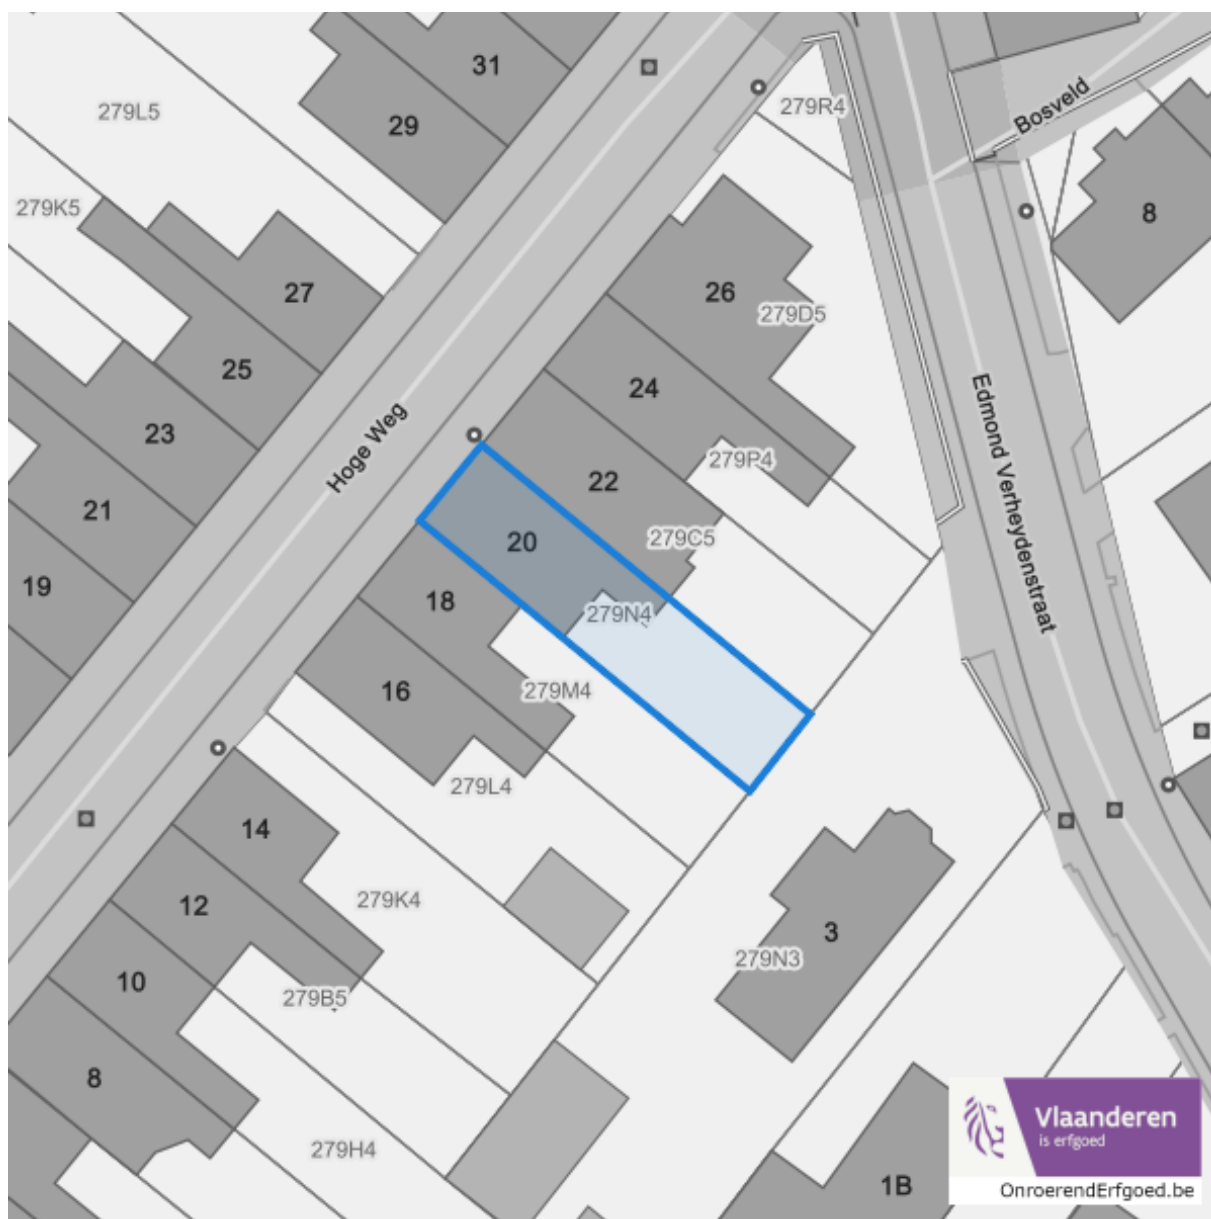 31
279R4
Bosveld
279L5
29
279K5
8
27
26
279D5
25
24
Edmond Verheydenstraat
23
Hoge Weg
279P4
22
21
279C5
20
19
18
279N4
16
279M4
279L4
14
12
279K4
3
279N3
10
279B5
8
279H4
1B
Vlaanderen
is erfgoed
OnroerendErfgoed.be